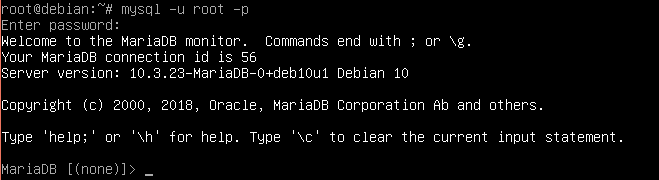 root@debian:~# mysql -u root -p
Enter password:
Welcome to the MariaDB monitor.  Commands end with ; or \g.
Your MariaDB connection id is 56
Server version: 10.3.23-MariaDB-0+deb10u1 Debian 10
Copyright (c) 2000, 2018, Oracle, MariaDB Corporation Ab and others.
Type 'help;' or '\h' for help. Type '\c' to clear the current input statement.
MariaDB [(none)]> _